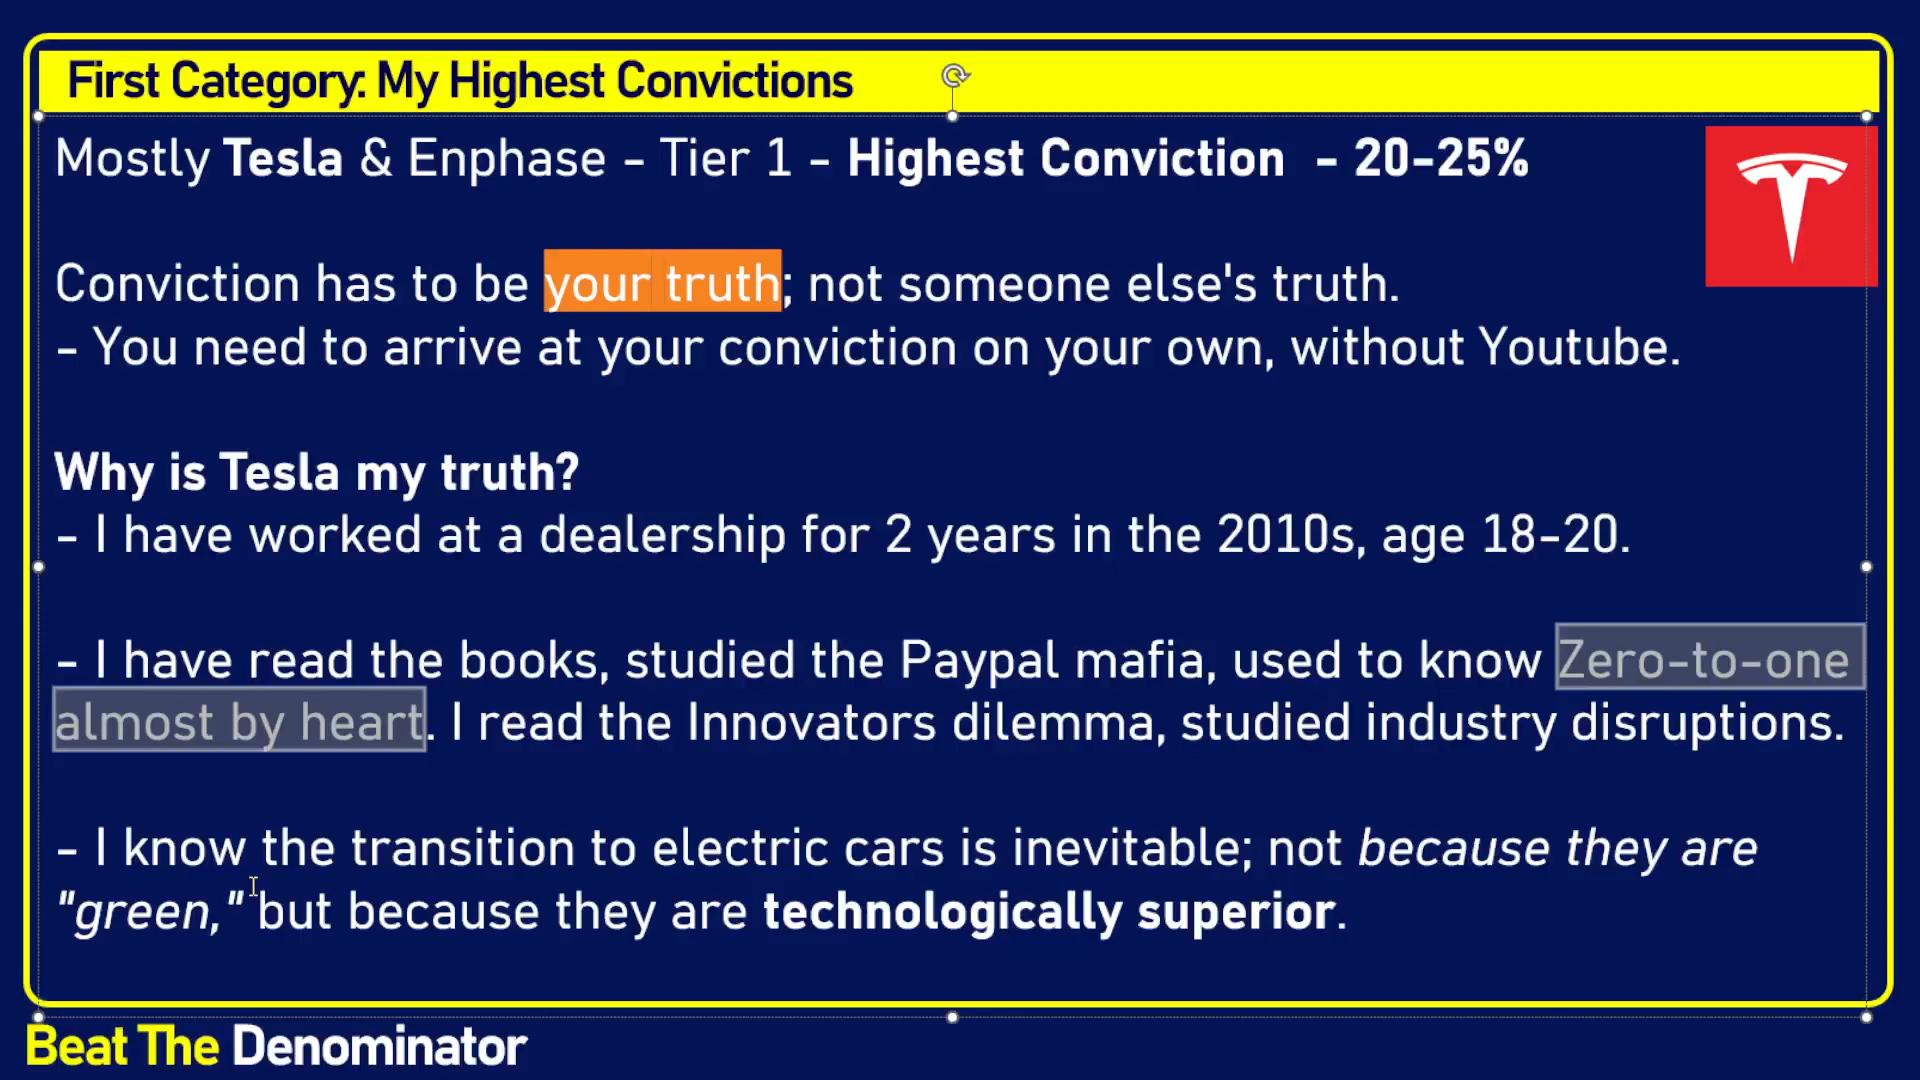 First Category: My Highest Convictions
Mostly Tesla & Enphase - Tier 1 - Highest Conviction  - 20-25%
Conviction has to be your truth; not someone else's truth.
- You need to arrive at your conviction on your own, without Youtube.
Why is Tesla my truth?
- I have worked at a dealership for 2 years in the 2010s, age 18-20.
- I have read the books, studied the Paypal mafia, used to know Zero-to-one
almost by heart. I read the Innovators dilemma, studied industry disruptions.
- I know the transition to electric cars is inevitable; not because they are
"green," but because they are technologically superior.
Beat The Denominator